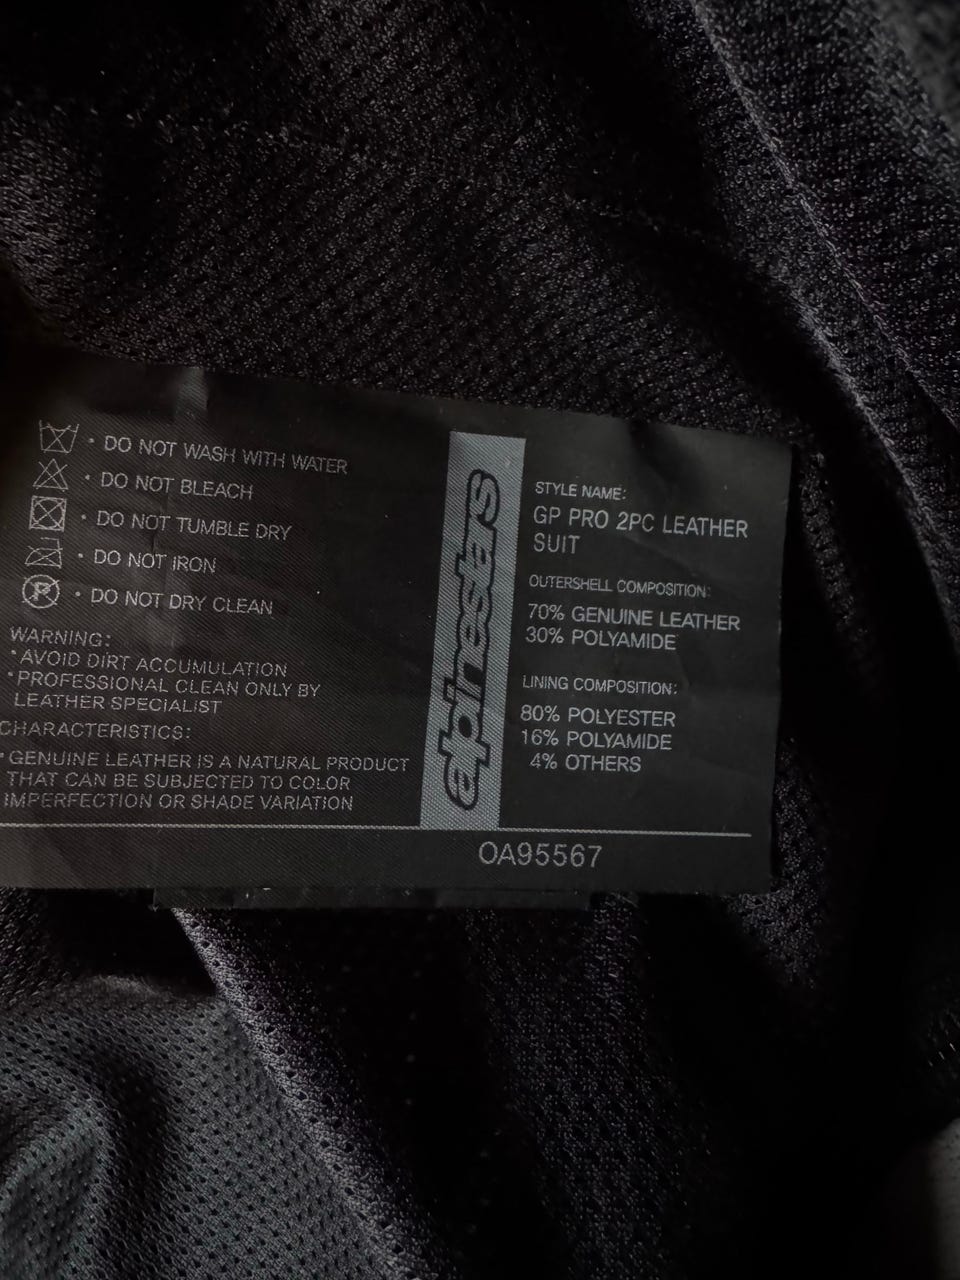 • DO NOT WASH WITH WATER
• DO NOT BLEACH
• DO NOT TUMBLE DRY
• DO NOT IRON
P • DO NOT DRY CLEAN
WARNING:
*AVOID DIRT ACCUMULATION
*PROFESSIONAL CLEAN ONLY BY
LEATHER SPECIALIST
CHARACTERISTICS:
*GENUINE LEATHER IS A NATURAL PRODUCT
THAT CAN BE SUBJECTED TO COLOR
IMPERFECTION OR SHADE VARIATION
alpinestars
STYLE NAME:
GP PRO 2PC LEATHER
SUIT
OUTERSHELL COMPOSITION:
70% GENUINE LEATHER
30% POLYAMIDE
LINING COMPOSITION:
80% POLYESTER
16% POLYAMIDE
4% OTHERS
OA95567